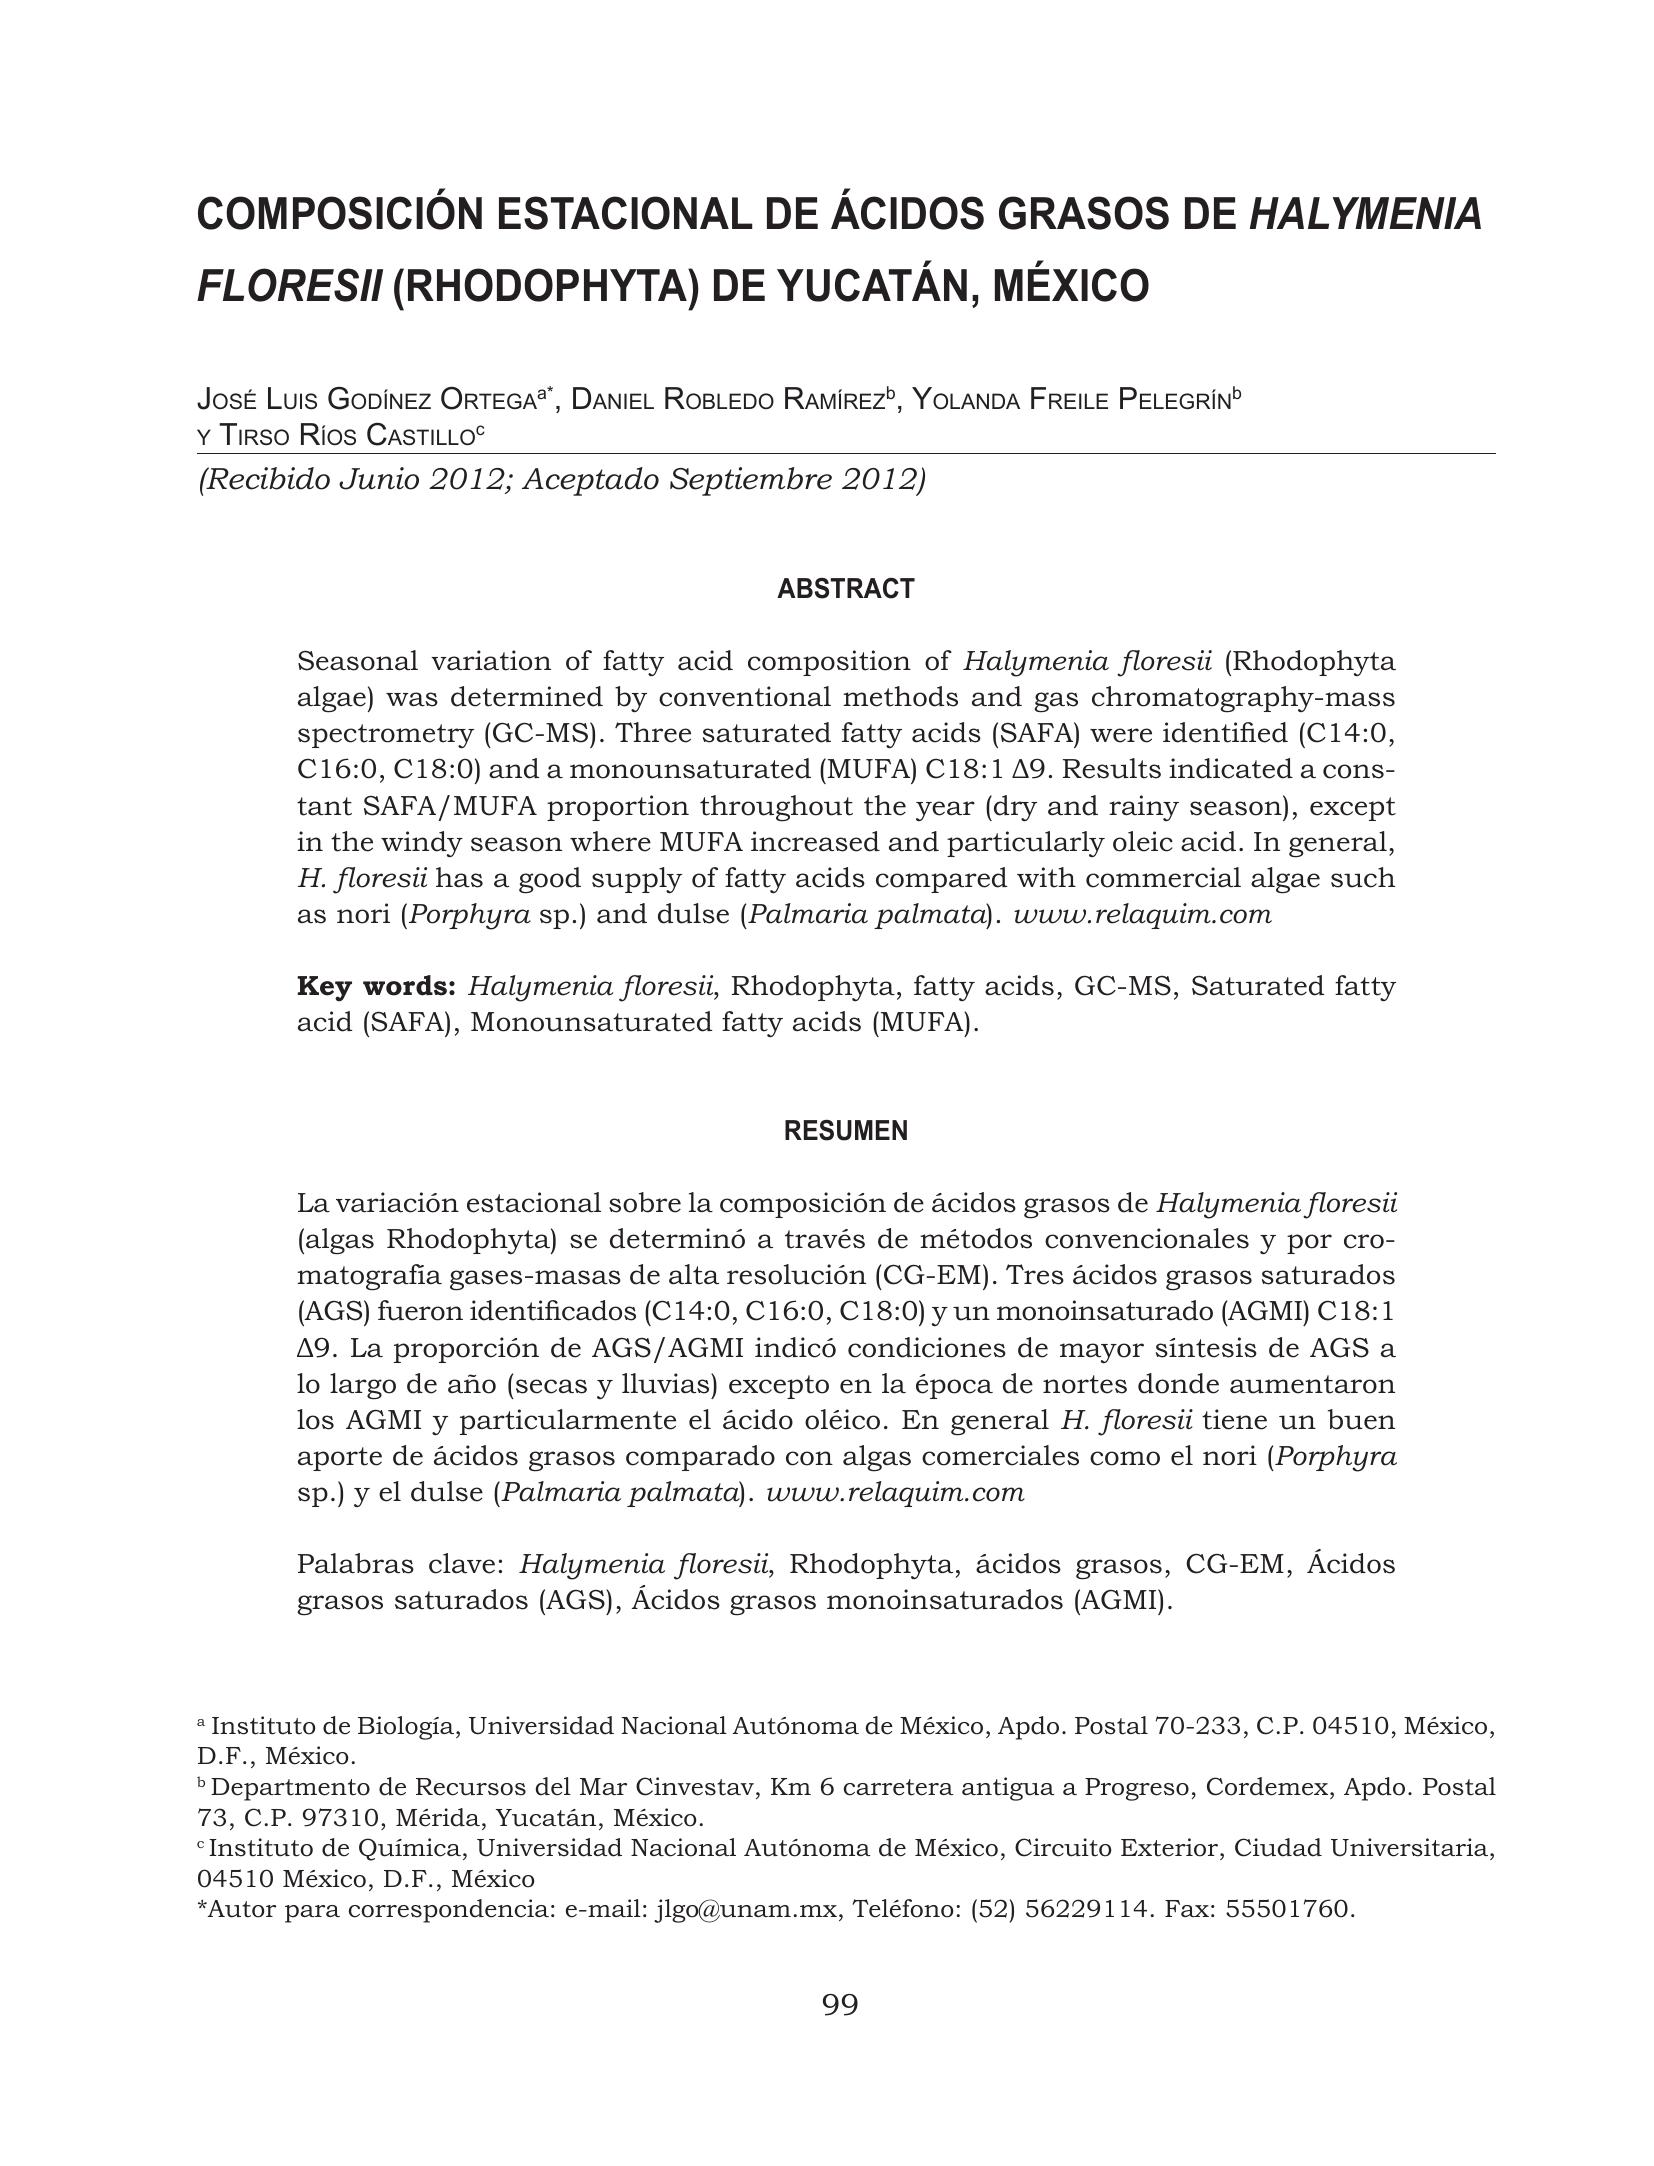 COMPOSICIÓN ESTACIONAL DE ÁCIDOS GRASOS DE HALYMENIA
FLORESII (RHODOPHYTA) DE YUCATÁN, MÉXICO
José Luis Godínez Ortegaa*, Daniel Robledo Ramírezb, Yolanda Freile Pelegrínb
y Tirso Ríos Castilloc
(Recibido Junio 2012; Aceptado Septiembre 2012)
ABSTRACT
Seasonal variation of fatty acid composition of Halymenia floresii (Rhodophyta
algae) was determined by conventional methods and gas chromatography-mass
spectrometry (GC-MS). Three saturated fatty acids (SAFA) were identified (C14:0,
C16:0, C18:0) and a monounsaturated (MUFA) C18:1 Δ9. Results indicated a cons-
tant SAFA/MUFA proportion throughout the year (dry and rainy season), except
in the windy season where MUFA increased and particularly oleic acid. In general,
H. floresii has a good supply of fatty acids compared with commercial algae such
as nori (Porphyra sp.) and dulse (Palmaria palmata). www.relaquim.com
Key words: Halymenia floresii, Rhodophyta, fatty acids, GC-MS, Saturated fatty
acid (SAFA), Monounsaturated fatty acids (MUFA).
RESUMEN
La variación estacional sobre la composición de ácidos grasos de Halymenia floresii
(algas Rhodophyta) se determinó a través de métodos convencionales y por cro-
matografía gases-masas de alta resolución (CG-EM). Tres ácidos grasos saturados
(AGS) fueron identificados (C14:0, C16:0, C18:0) y un monoinsaturado (AGMI) C18:1
Δ9. La proporción de AGS/AGMI indicó condiciones de mayor síntesis de AGS a
lo largo de año (secas y lluvias) excepto en la época de nortes donde aumentaron
los AGMI y particularmente el ácido oléico. En general H. floresii tiene un buen
aporte de ácidos grasos comparado con algas comerciales como el nori (Porphyra
sp.) y el dulse (Palmaria palmata). www.relaquim.com
Palabras clave: Halymenia floresii, Rhodophyta, ácidos grasos, CG-EM, Ácidos
grasos saturados (AGS), Ácidos grasos monoinsaturados (AGMI).
a Instituto de Biología, Universidad Nacional Autónoma de México, Apdo. Postal 70-233, C.P. 04510, México,
D.F., México.
b Departmento de Recursos del Mar Cinvestav, Km 6 carretera antigua a Progreso, Cordemex, Apdo. Postal
73, C.P. 97310, Mérida, Yucatán, México.
c Instituto de Química, Universidad Nacional Autónoma de México, Circuito Exterior, Ciudad Universitaria,
04510 México, D.F., México
*Autor para correspondencia: e-mail: jlgo@unam.mx, Teléfono: (52) 56229114. Fax: 55501760.
99